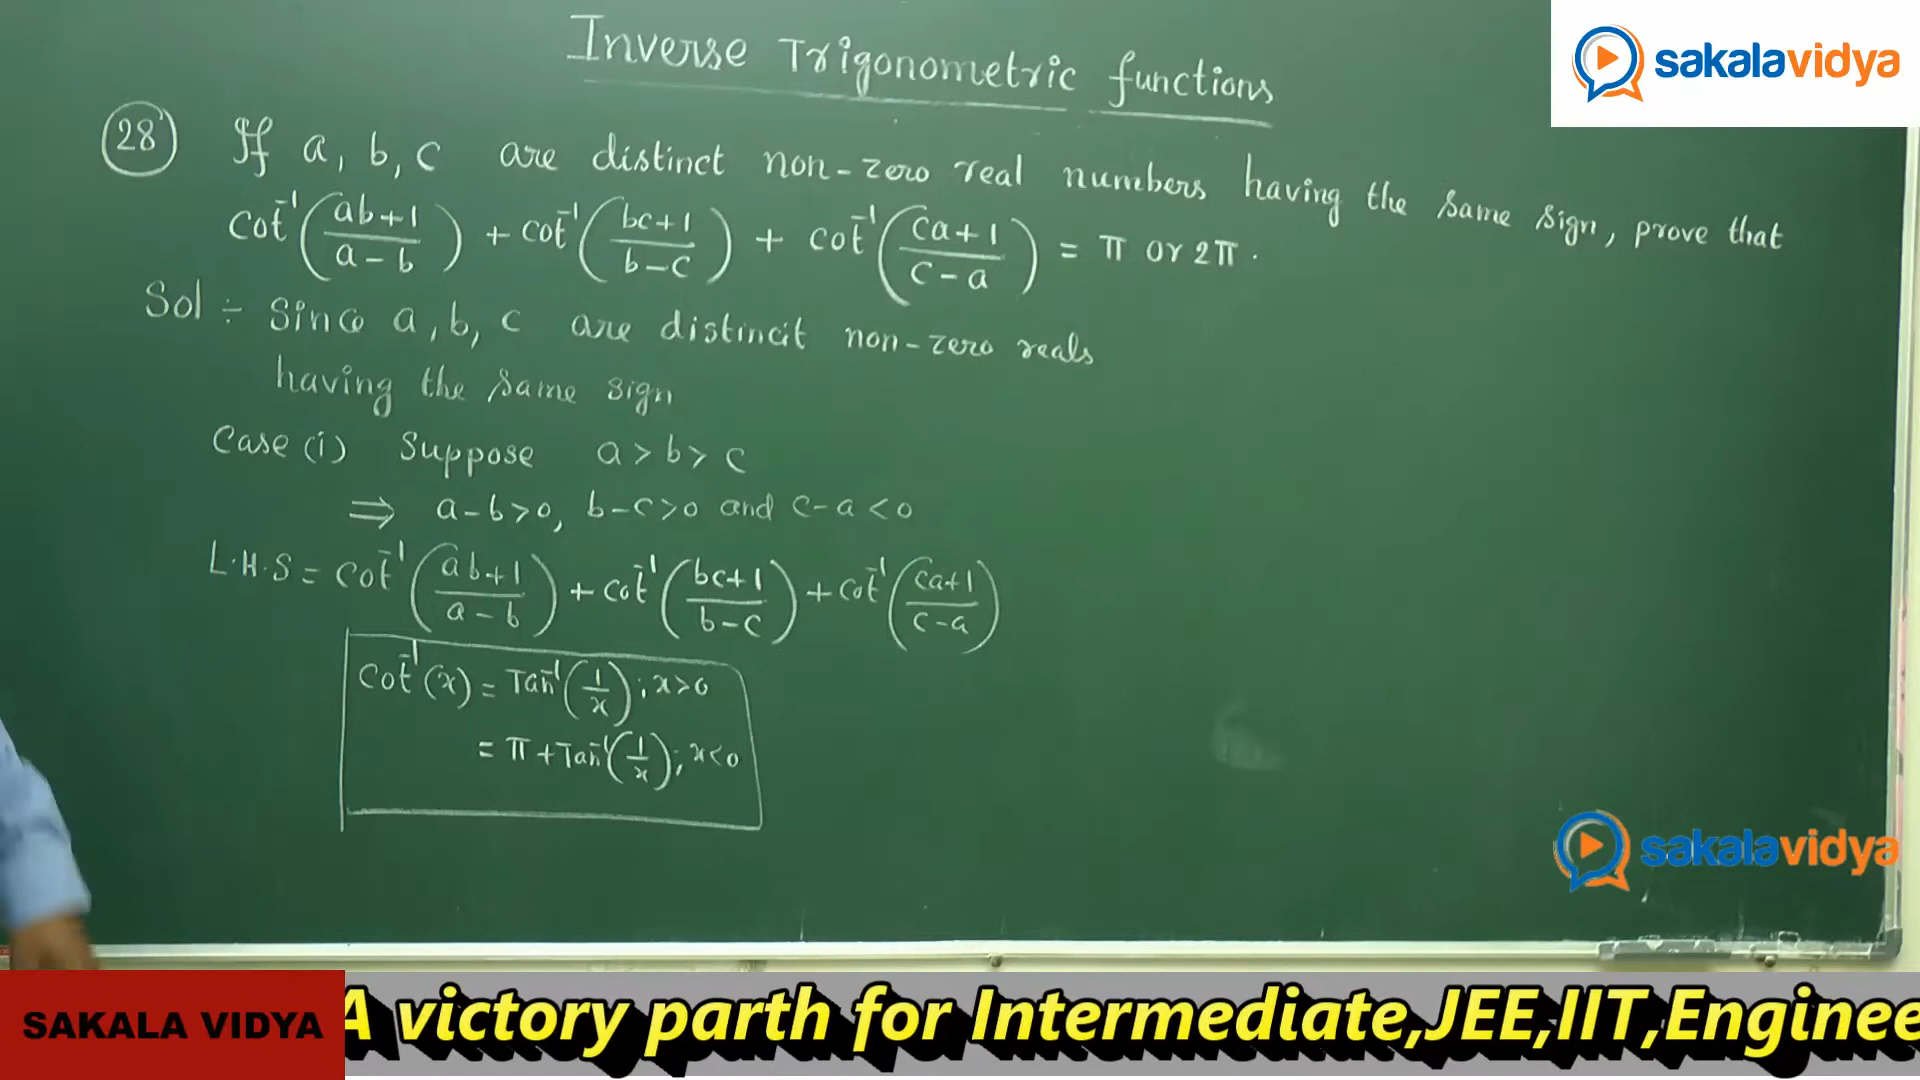 Inverse Trigonometric functions
sakalavidya
(28) If a, b, c are distinct non-zero real numbers having the same sign, prove that
Cot⁻¹((ab+1)/(a-b)) + Cot⁻¹((bc+1)/(b-c)) + Cot⁻¹((ca+1)/(c-a)) = π or 2π.
Sol ÷ Since a, b, c are distinct non-zero reals
having the same sign
Case (i) Suppose a > b > c
⇒ a-b>0, b-c>0 and c-a<0
L.H.S = Cot⁻¹((ab+1)/(a-b)) + Cot⁻¹((bc+1)/(b-c)) + Cot⁻¹((ca+1)/(c-a))
Cot⁻¹(x) = Tan⁻¹(1/x); x>0
= π + Tan⁻¹(1/x); x<0
sakalavidya
SAKALA VIDYA
A victory parth for Intermediate,JEE,IIT,Enginee